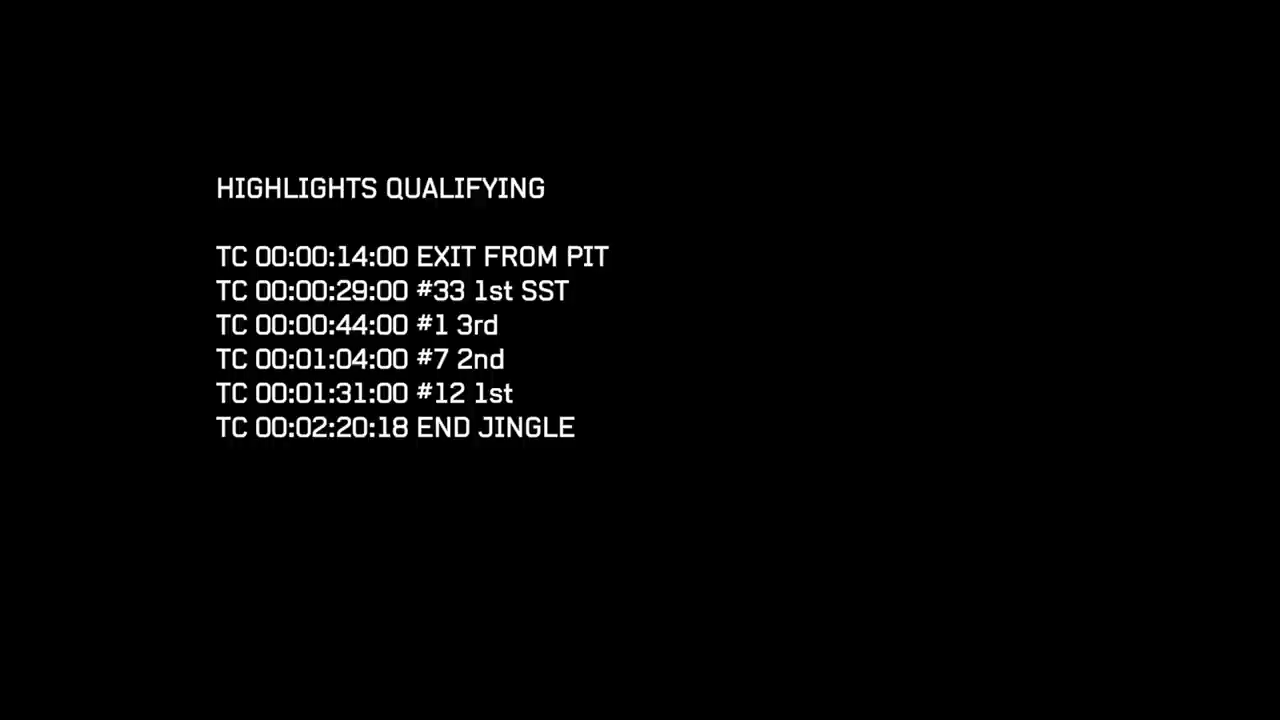 HIGHLIGHTS QUALIFYING
TC 00:00:14:00 EXIT FROM PIT
TC 00:00:29:00 #33 1st SST
TC 00:00:44:00 #1 3rd
TC 00:01:04:00 #7 2nd
TC 00:01:31:00 #12 1st
TC 00:02:20:18 END JINGLE